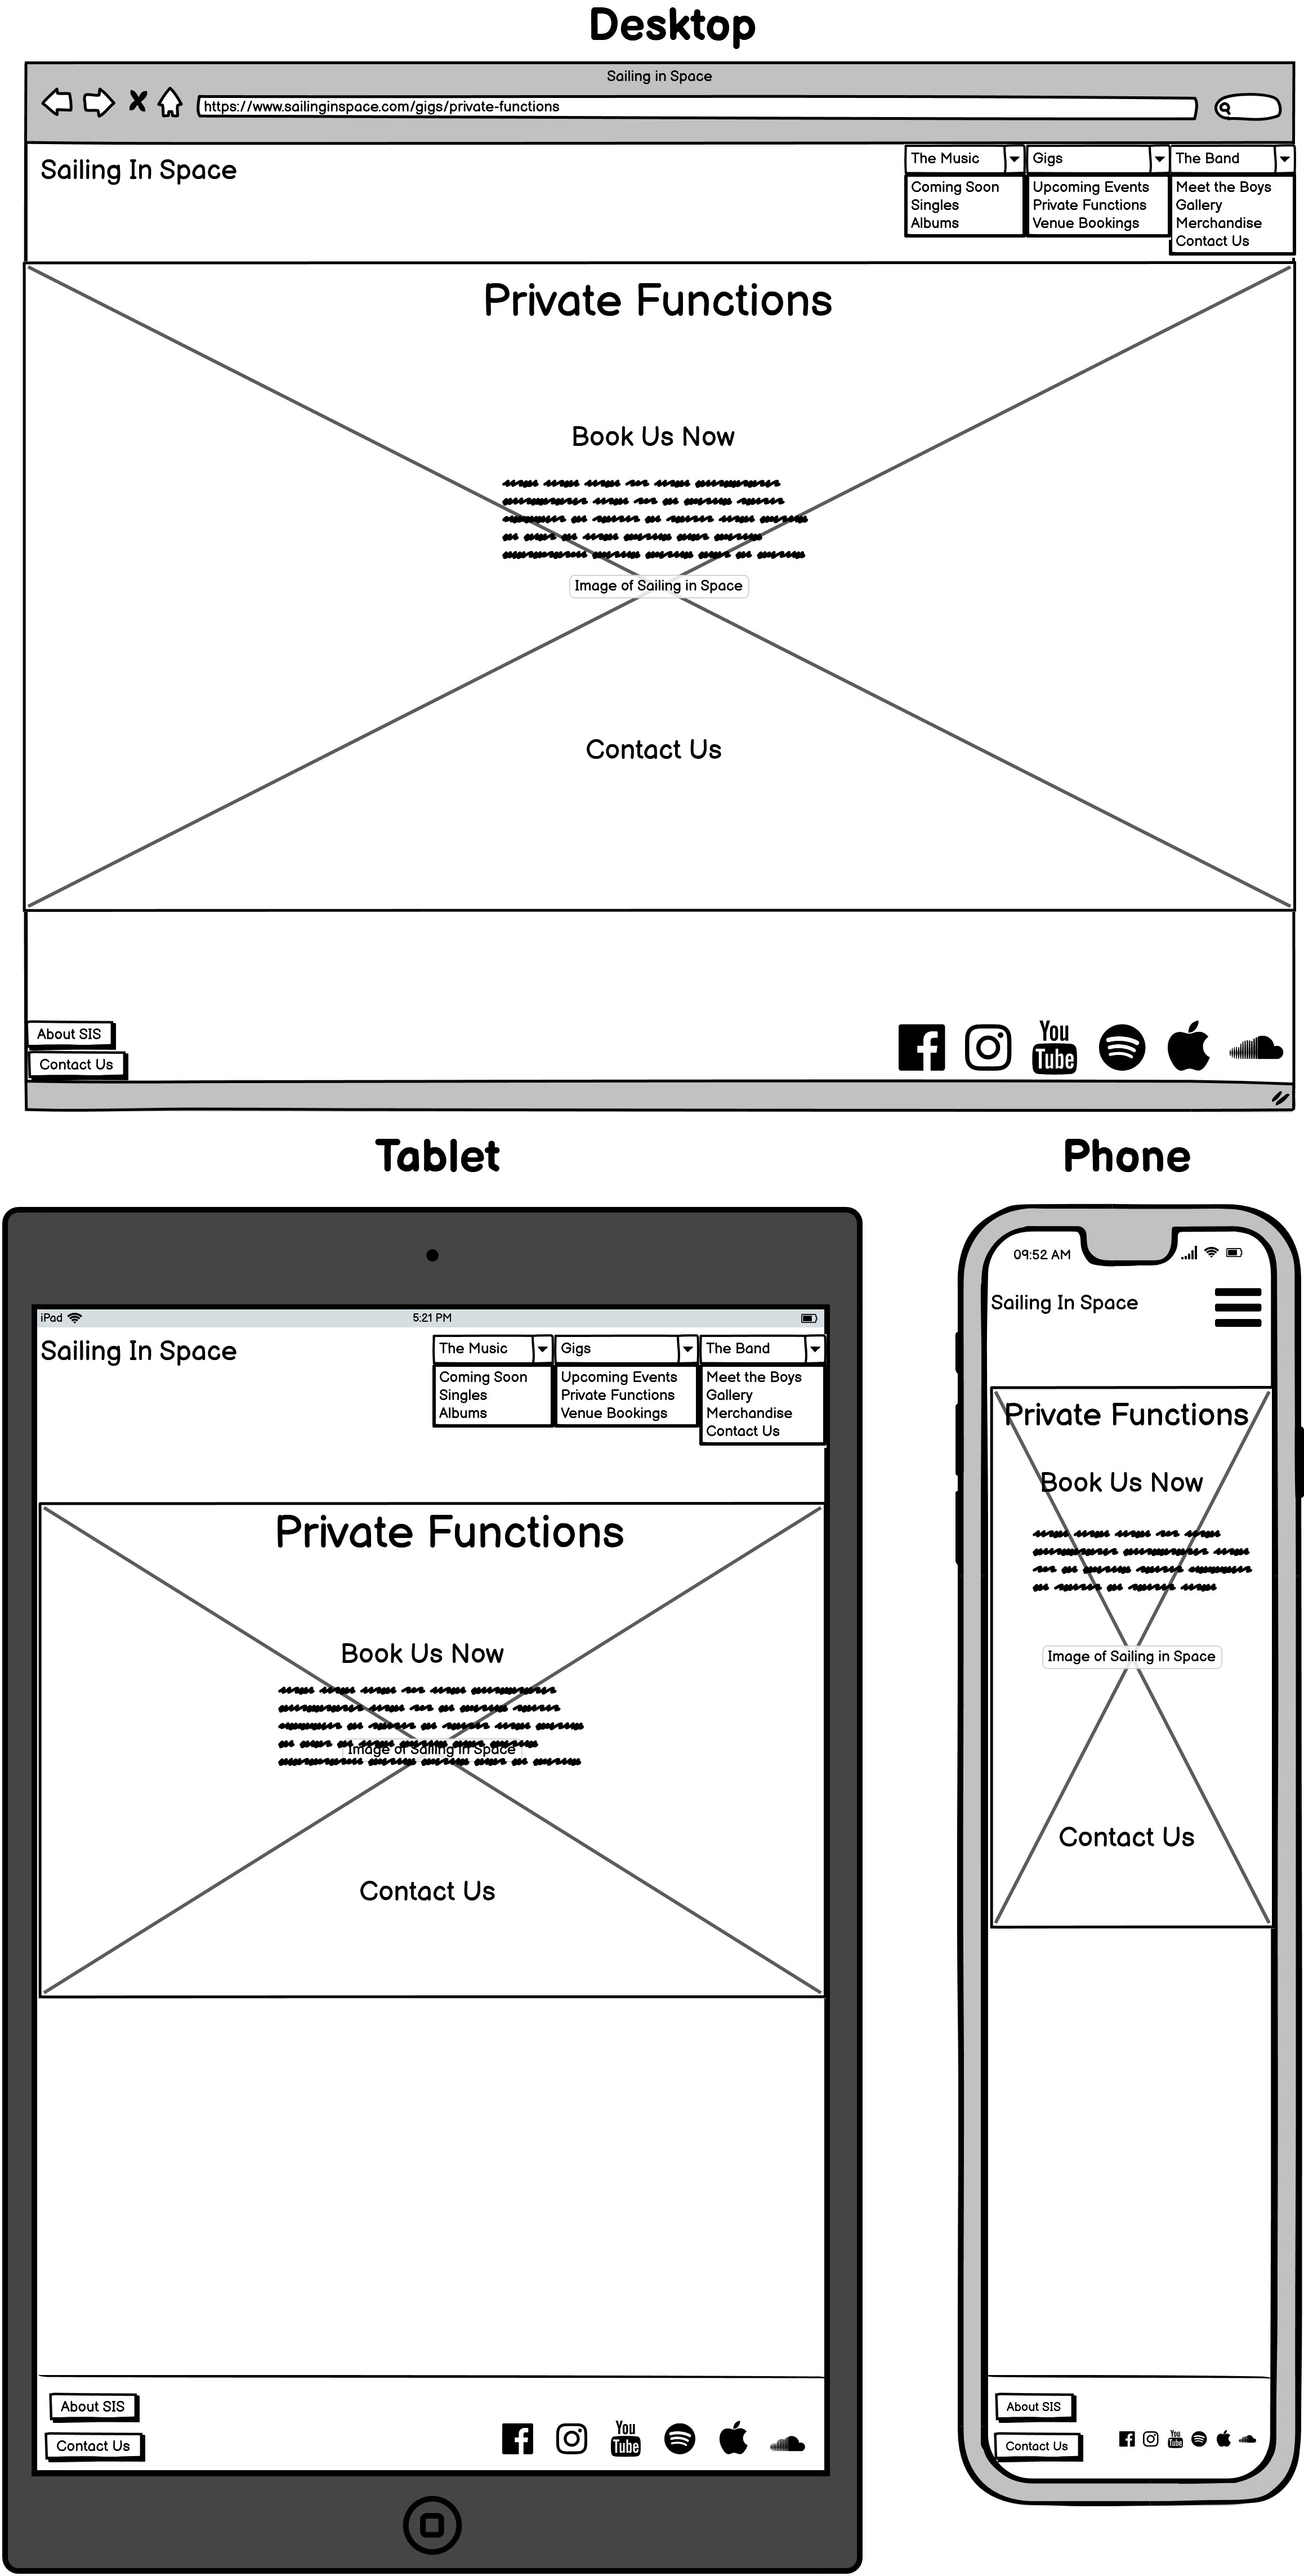 Desktop
Sailing in Space
https://www.sailinginspace.com/gigs/private-functions
Sailing In Space
The Music
Coming Soon
Singles
Albums
Gigs
Upcoming Events
Private Functions
Venue Bookings
The Band
Meet the Boys
Gallery
Merchandise
Contact Us
Private Functions
Book Us Now
Image of Sailing in Space
Contact Us
About SIS
Contact Us
You
Tube
Tablet
iPad
5:21 PM
Sailing In Space
The Music
Coming Soon
Singles
Albums
Gigs
Upcoming Events
Private Functions
Venue Bookings
The Band
Meet the Boys
Gallery
Merchandise
Contact Us
Private Functions
Book Us Now
Image of Sailing in Space
Contact Us
About SIS
Contact Us
You
Tube
Phone
09:52 AM
Sailing In Space
Private Functions
Book Us Now
Image of Sailing in Space
Contact Us
About SIS
Contact Us
You
Tube